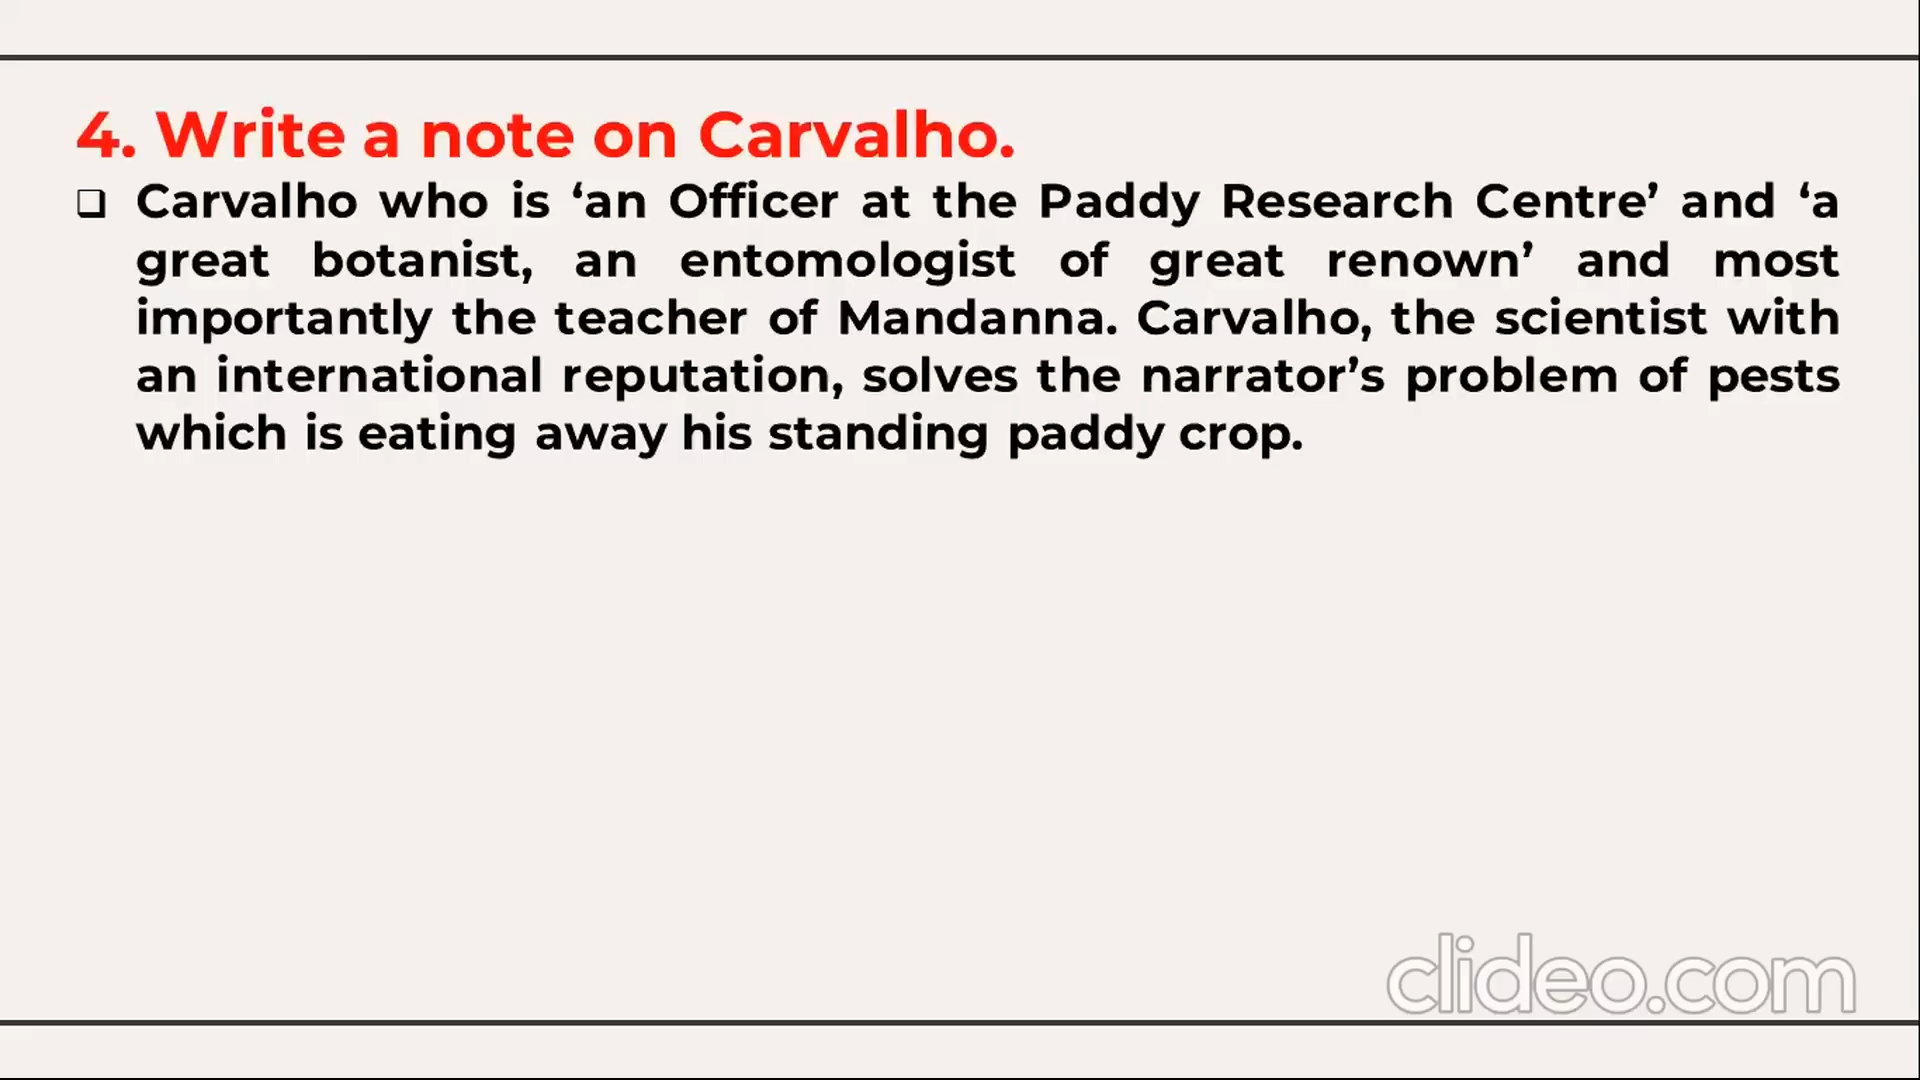 4. Write a note on Carvalho.
❑ Carvalho who is ‘an Officer at the Paddy Research Centre’ and ‘a
great botanist, an entomologist of great renown’ and most
importantly the teacher of Mandanna. Carvalho, the scientist with
an international reputation, solves the narrator’s problem of pests
which is eating away his standing paddy crop.
clideo.com